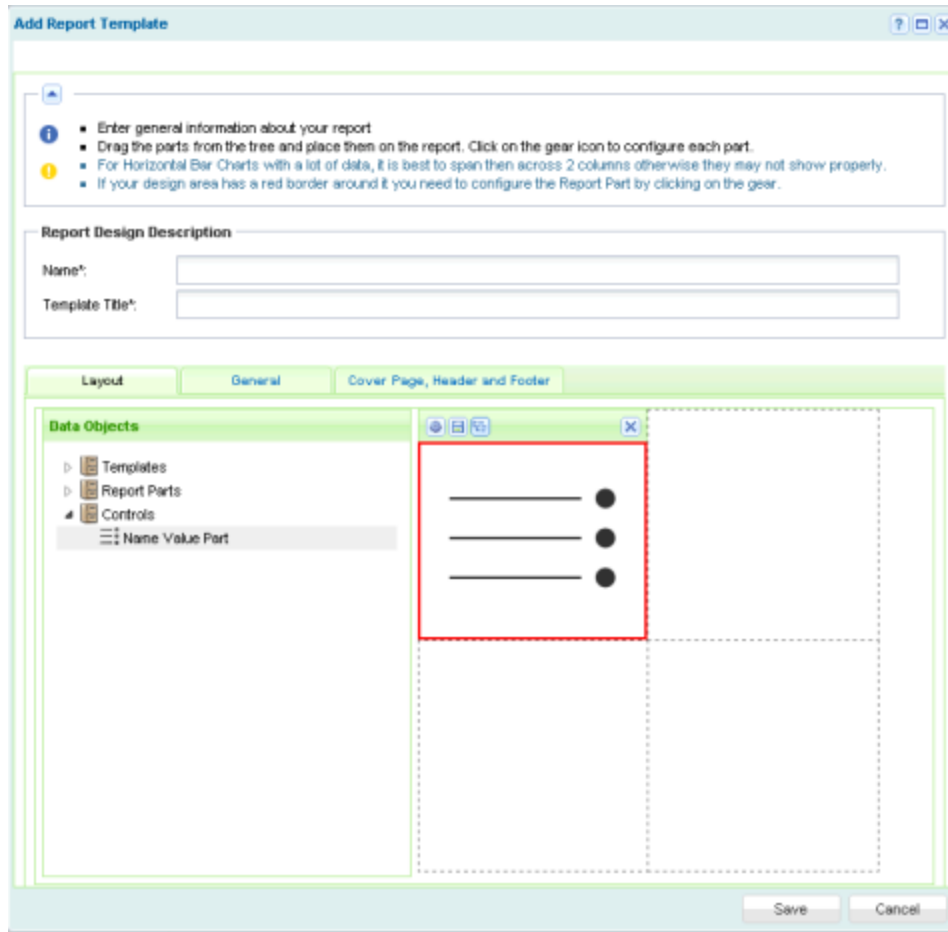 Add Report Template
Enter general information about your report
Drag the parts from the tree and place them on the report. Click on the gear icon to configure each part.
For Horizontal Bar Charts with a lot of data, it is best to span then across 2 columns otherwise they may not show properly.
If your design area has a red border around it you need to configure the Report Part by clicking on the gear.
Report Design Description
Name*:
Template Title*:
Layout General Cover Page, Header and Footer
Data Objects
Templates
Report Parts
Controls
Name Value Part
Save Cancel